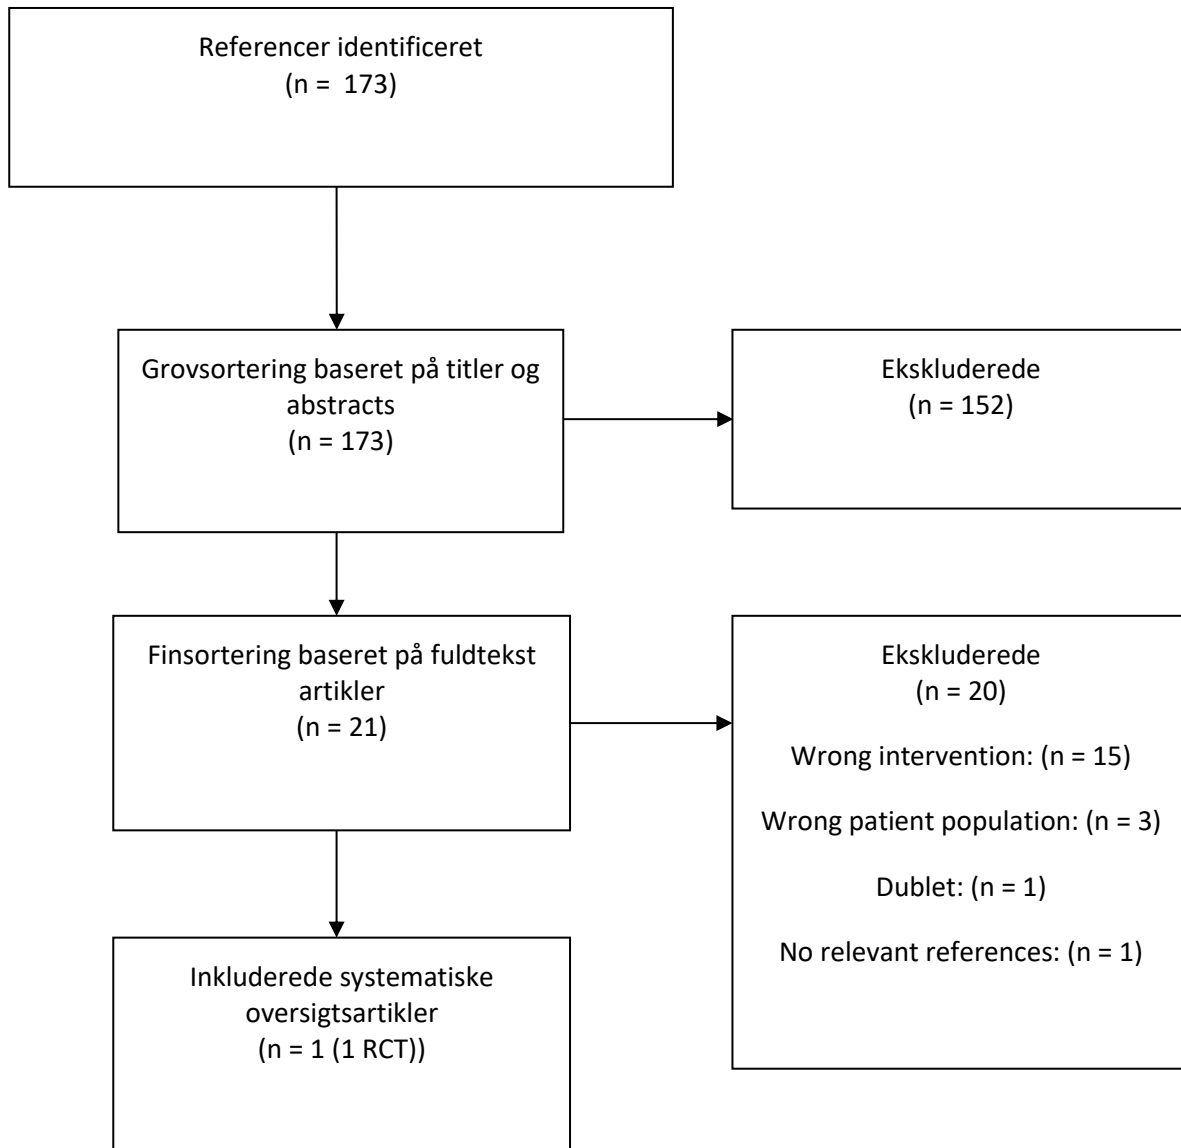 Referencer identificeret
(n =  173)
Grovsortering baseret på titler og
abstracts
(n = 173)
Ekskluderede
(n = 152)
Finsortering baseret på fuldtekst
artikler
(n = 21)
Ekskluderede
(n = 20)
Wrong intervention: (n = 15)
Wrong patient population: (n = 3)
Dublet: (n = 1)
No relevant references: (n = 1)
Inkluderede systematiske
oversigtsartikler
(n = 1 (1 RCT))